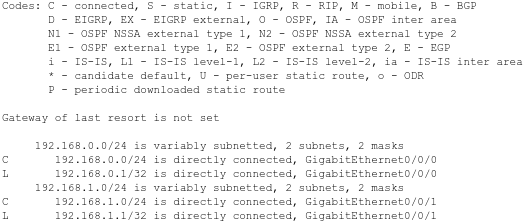 Codes: C - connected, S - static, I - IGRP, R - RIP, M - mobile, B - BGP
D - EIGRP, EX - EIGRP external, O - OSPF, IA - OSPF inter area
N1 - OSPF NSSA external type 1, N2 - OSPF NSSA external type 2
E1 - OSPF external type 1, E2 - OSPF external type 2, E - EGP
i - IS-IS, L1 - IS-IS level-1, L2 - IS-IS level-2, ia - IS-IS inter area
* - candidate default, U - per-user static route, o - ODR
P - periodic downloaded static route
Gateway of last resort is not set
192.168.0.0/24 is variably subnetted, 2 subnets, 2 masks
C 192.168.0.0/24 is directly connected, GigabitEthernet0/0/0
L 192.168.0.1/32 is directly connected, GigabitEthernet0/0/0
192.168.1.0/24 is variably subnetted, 2 subnets, 2 masks
C 192.168.1.0/24 is directly connected, GigabitEthernet0/0/1
L 192.168.1.1/32 is directly connected, GigabitEthernet0/0/1